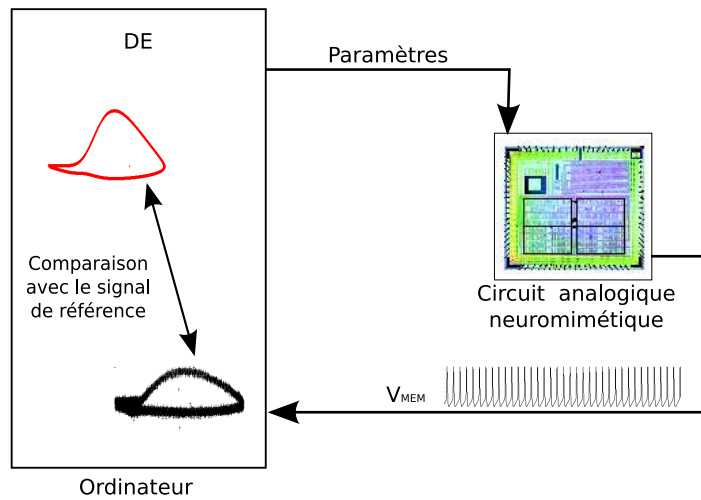 DE
Paramètres
Comparaison
avec le signal
de référence
Circuit analogique
neuromimétique
VMEM
Ordinateur